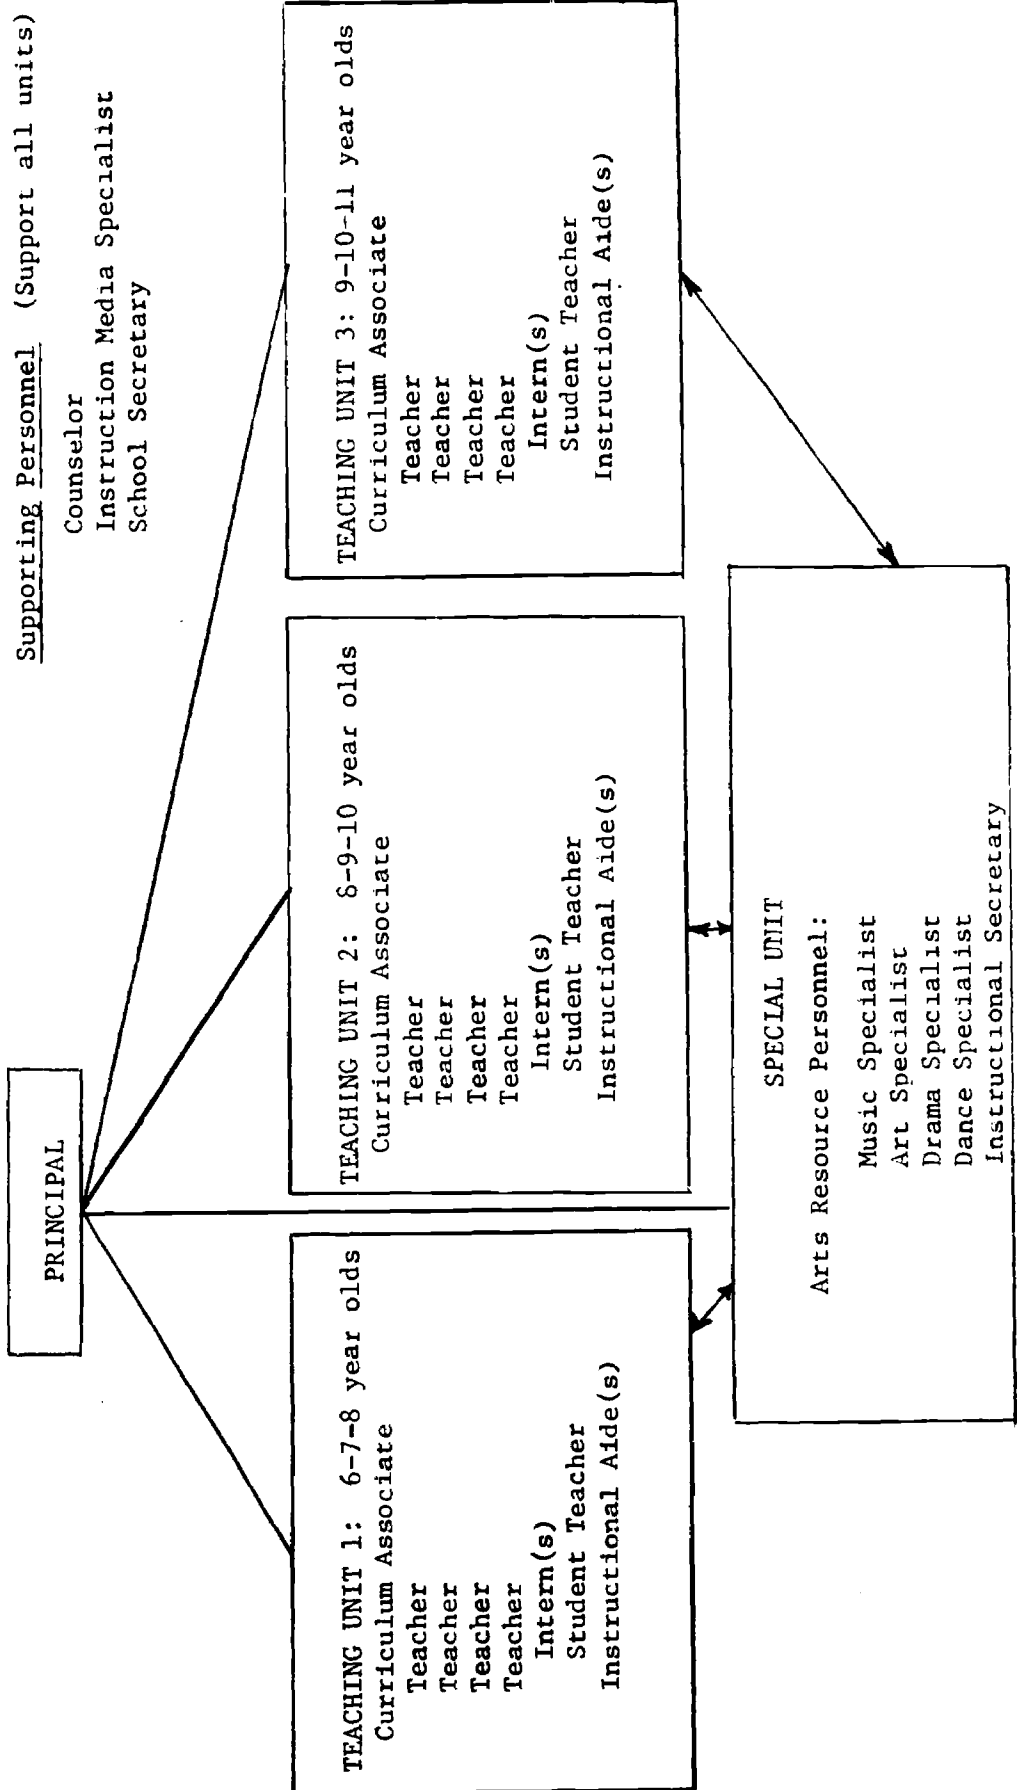 Supporting Personnel (Support all units)
Counselor
Instruction Media Specialist
School Secretary
PRINCIPAL
TEACHING UNIT 1: 6-7-8 year olds
Curriculum Associate
Teacher
Teacher
Teacher
Teacher
Intern(s)
Student Teacher
Instructional Aide(s)
TEACHING UNIT 2: 8-9-10 year olds
Curriculum Associate
Teacher
Teacher
Teacher
Teacher
Intern(s)
Student Teacher
Instructional Aide(s)
TEACHING UNIT 3: 9-10-11 year olds
Curriculum Associate
Teacher
Teacher
Teacher
Teacher
Intern(s)
Student Teacher
Instructional Aide(s)
SPECIAL UNIT
Arts Resource Personnel:
Music Specialist
Art Specialist
Drama Specialist
Dance Specialist
Instructional Secretary